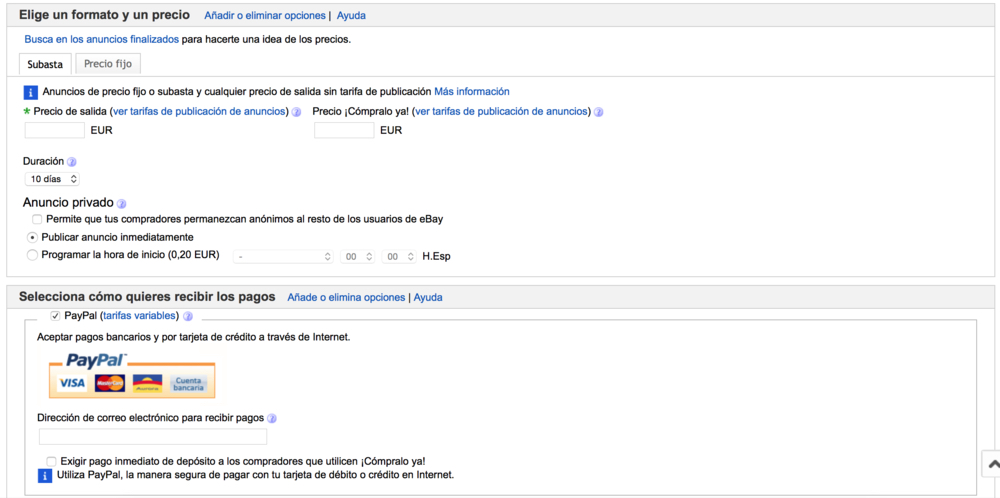 Elige un formato y un precio Añadir o eliminar opciones | Ayuda
Busca en los anuncios finalizados para hacerte una idea de los precios.
Subasta Precio fijo
i Anuncios de precio fijo o subasta y cualquier precio de salida sin tarifa de publicación Más información
* Precio de salida (ver tarifas de publicación de anuncios) Precio ¡Cómpralo ya! (ver tarifas de publicación de anuncios)
EUR EUR
Duración
10 días
Anuncio privado
Permite que tus compradores permanezcan anónimos al resto de los usuarios de eBay
Publicar anuncio inmediatamente
Programar la hora de inicio (0,20 EUR) - 00 00 H.Esp
Selecciona cómo quieres recibir los pagos Añade o elimina opciones | Ayuda
PayPal (tarifas variables)
Aceptar pagos bancarios y por tarjeta de crédito a través de Internet.
PayPal
VISA MasterCard Cuenta bancaria
Dirección de correo electrónico para recibir pagos
Exigir pago inmediato de depósito a los compradores que utilicen ¡Cómpralo ya!
i Utiliza PayPal, la manera segura de pagar con tu tarjeta de débito o crédito en Internet.